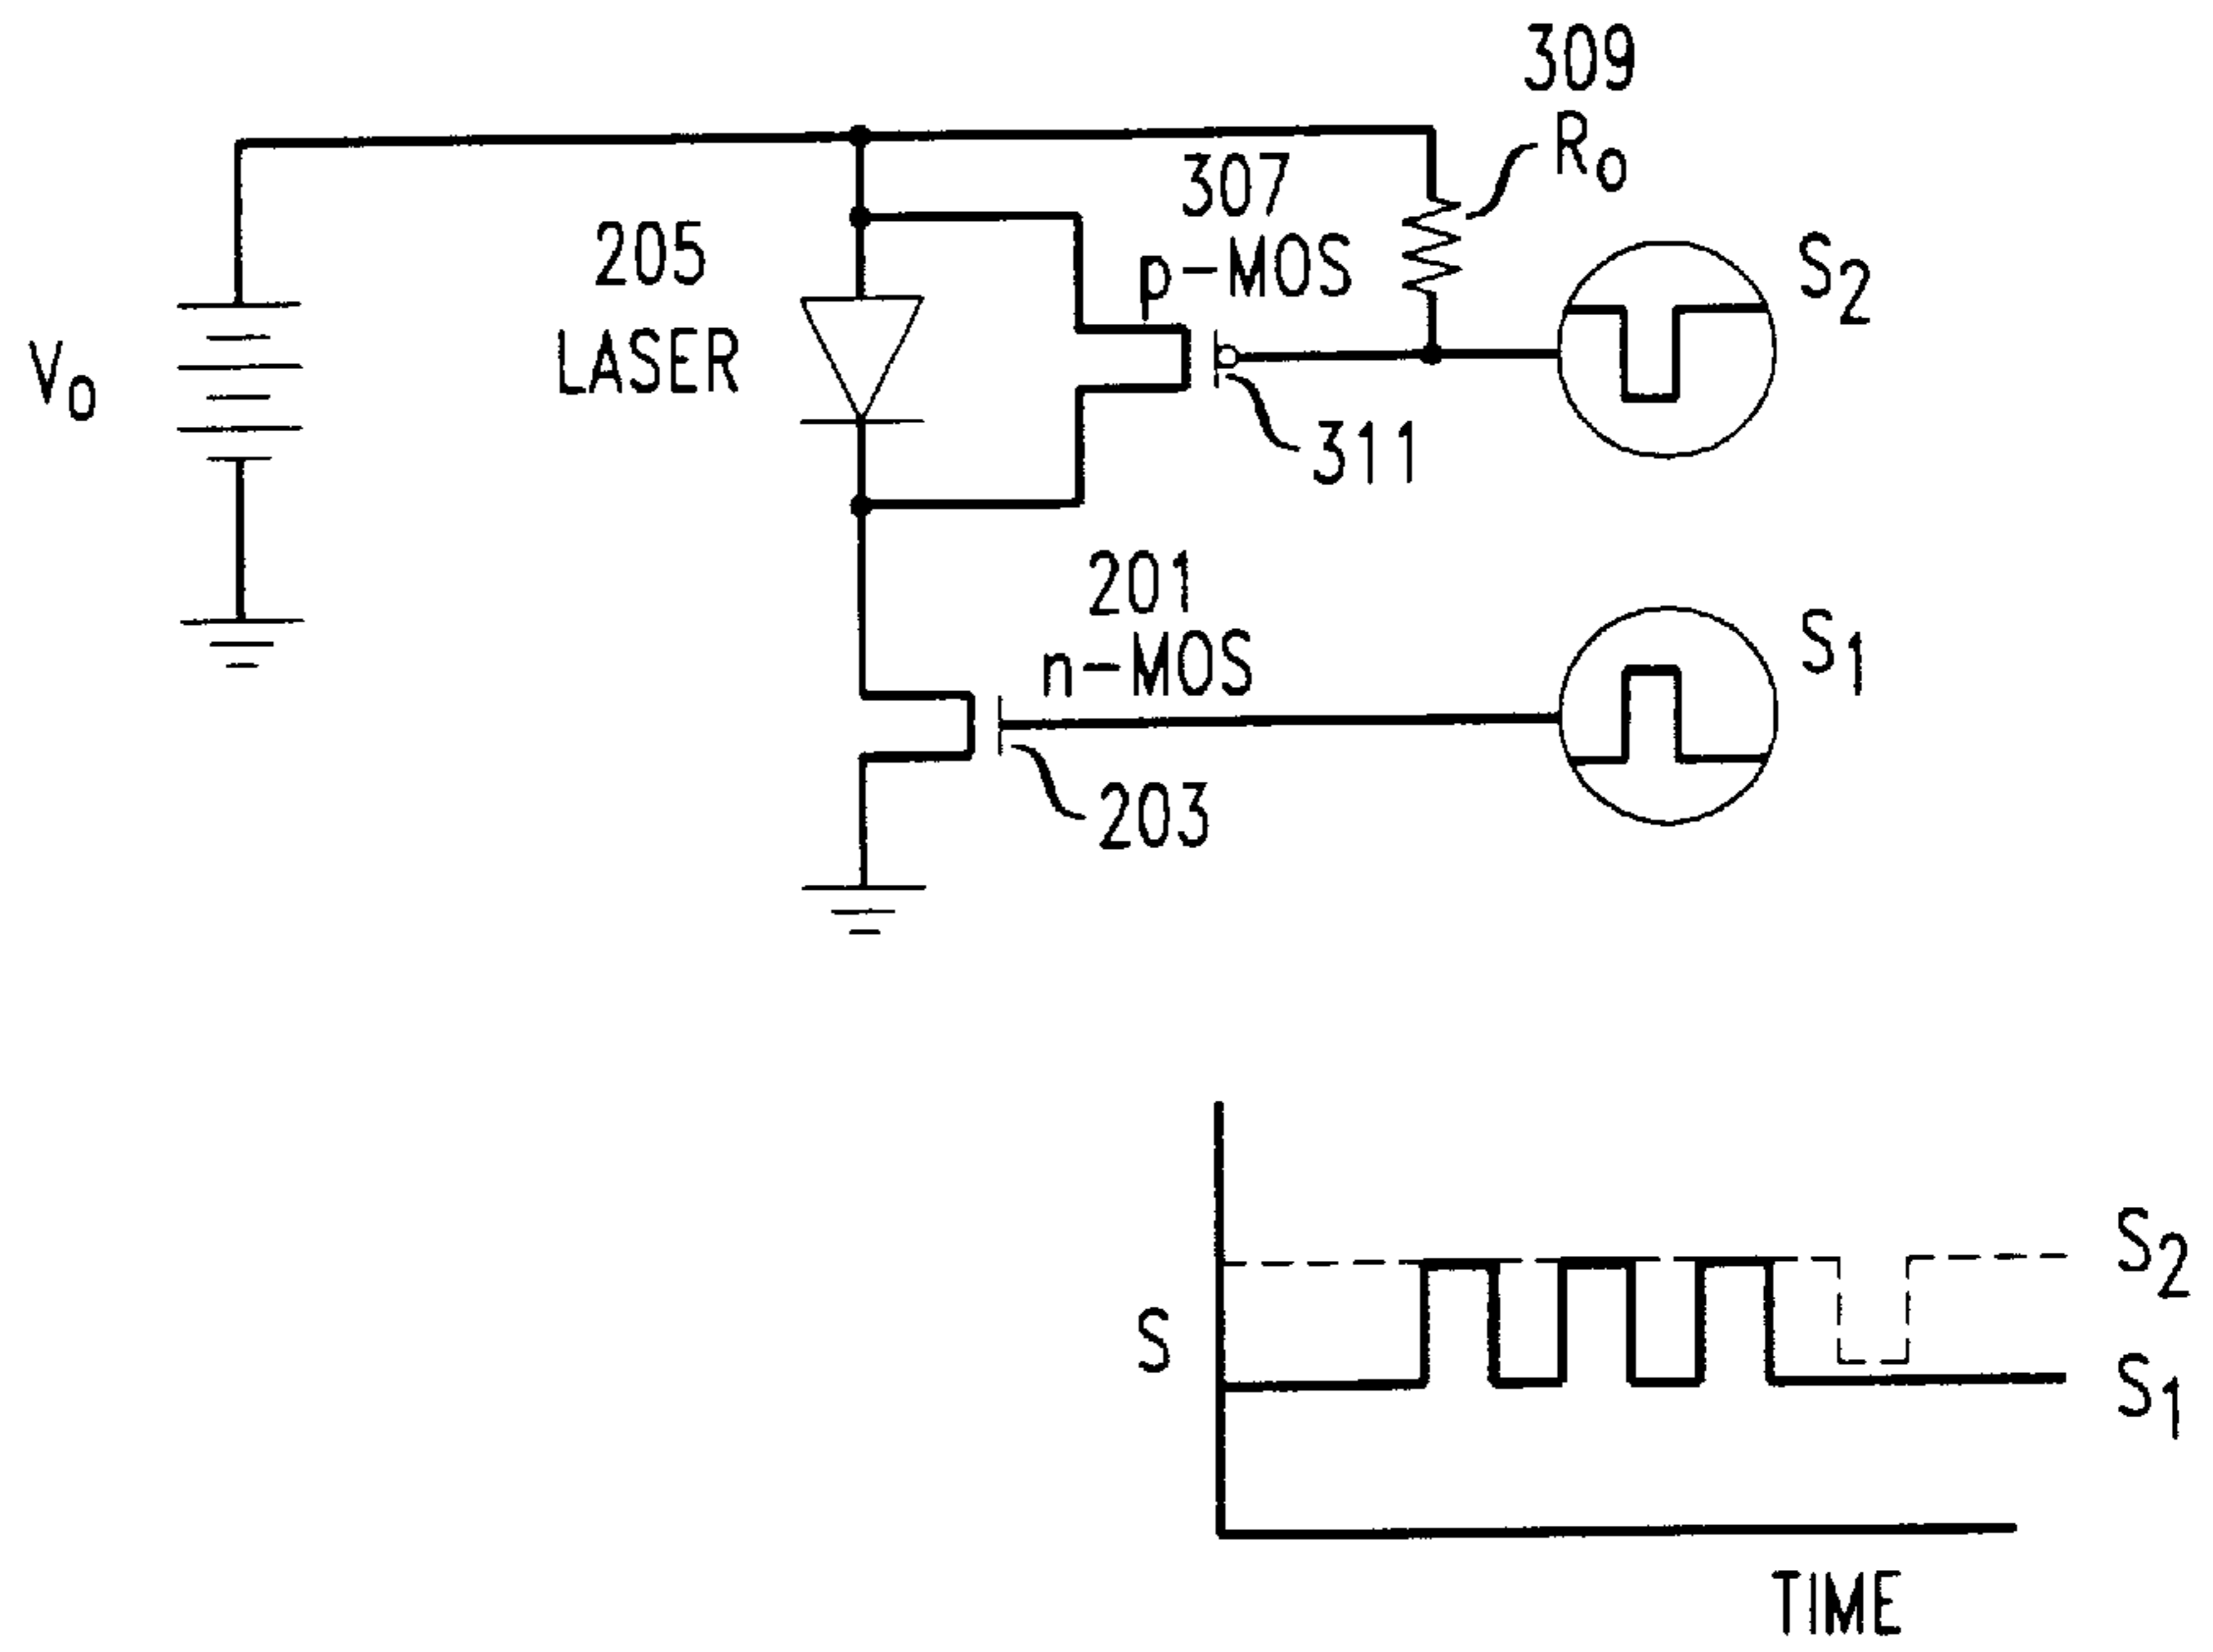 309
R₀
307
p-MOS
S₂
205
LASER
V₀
311
201
n-MOS
S₁
203
S₂
S
S₁
TIME